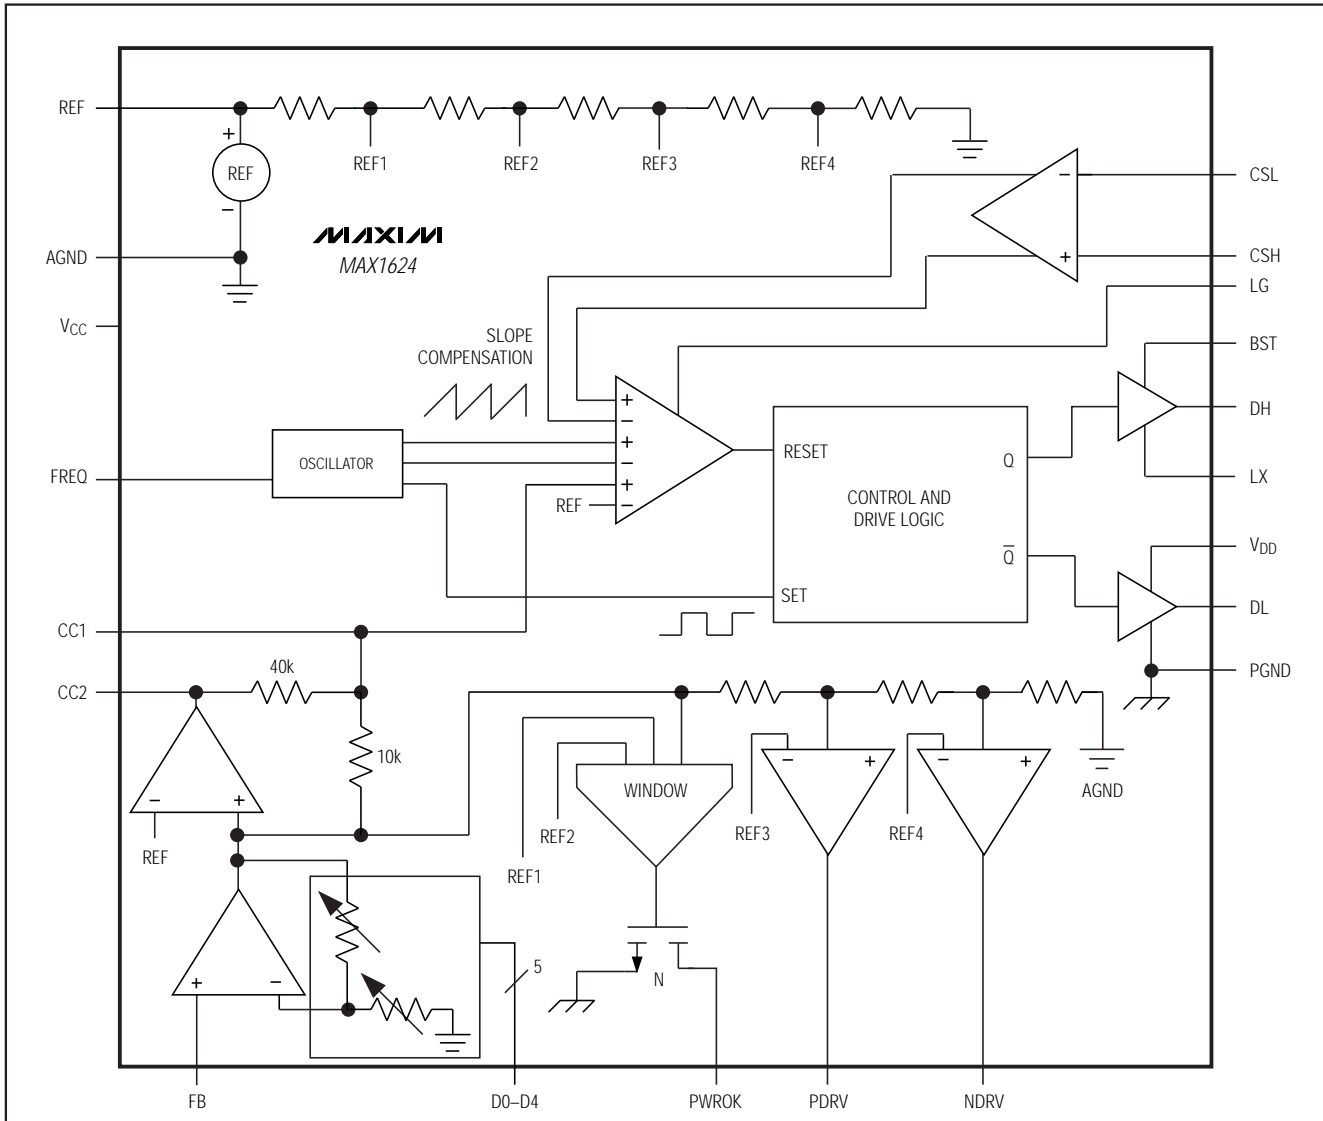 REF
REF1
REF2
REF3
REF4
+
REF
−
CSL
−
MAXIM
MAX1624
AGND
+
CSH
LG
VCC
SLOPE
COMPENSATION
BST
DH
+
−
+
−
+
−
OSCILLATOR
RESET
Q
FREQ
REF
CONTROL AND
DRIVE LOGIC
LX
VDD
Q̅
SET
DL
CC1
40k
CC2
PGND
10k
WINDOW
−
+
−
+
AGND
−
+
REF
REF2
REF3
REF4
REF1
5
N
+
−
FB
D0–D4
PWROK
PDRV
NDRV